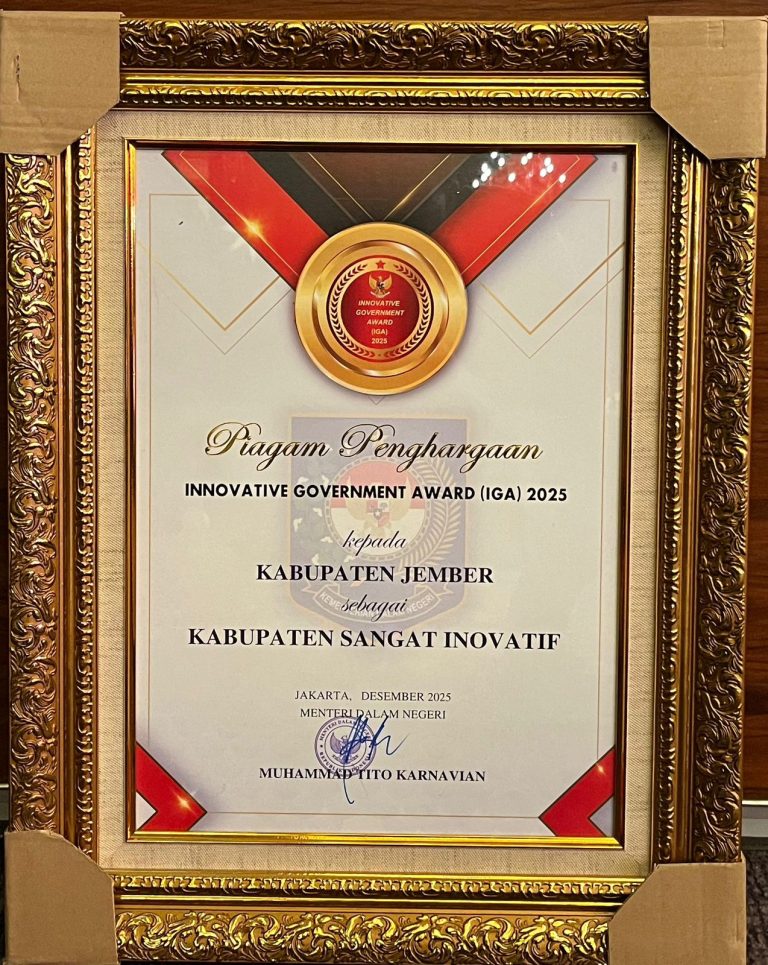 INNOVATIVE
GOVERNMENT
AWARD
(IGA)
2025
Piagam Penghargaan
INNOVATIVE GOVERNMENT AWARD (IGA) 2025
kepada
KABUPATEN JEMBER
sebagai
KABUPATEN SANGAT INOVATIF
JAKARTA, DESEMBER 2025
MENTERI DALAM NEGERI
MUHAMMAD TITO KARNAVIAN